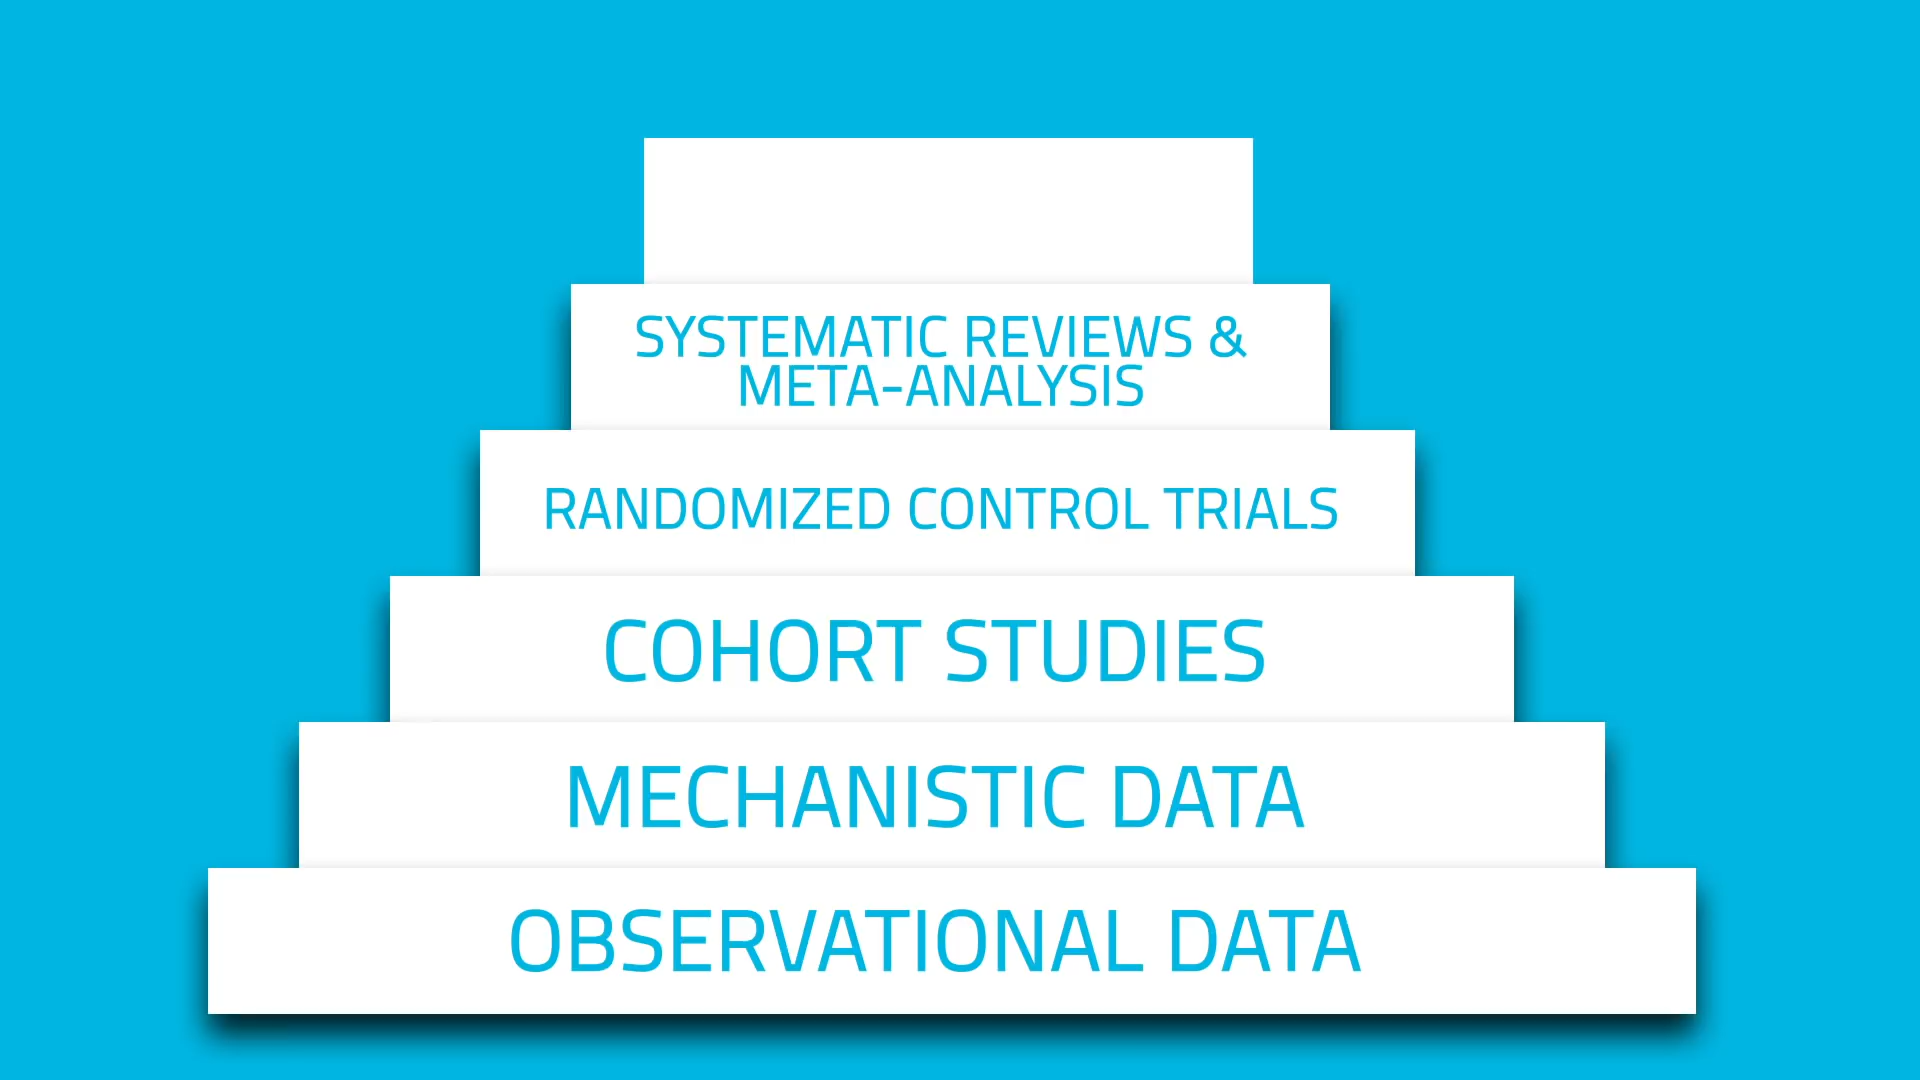 SYSTEMATIC REVIEWS &
META-ANALYSIS
RANDOMIZED CONTROL TRIALS
COHORT STUDIES
MECHANISTIC DATA
OBSERVATIONAL DATA